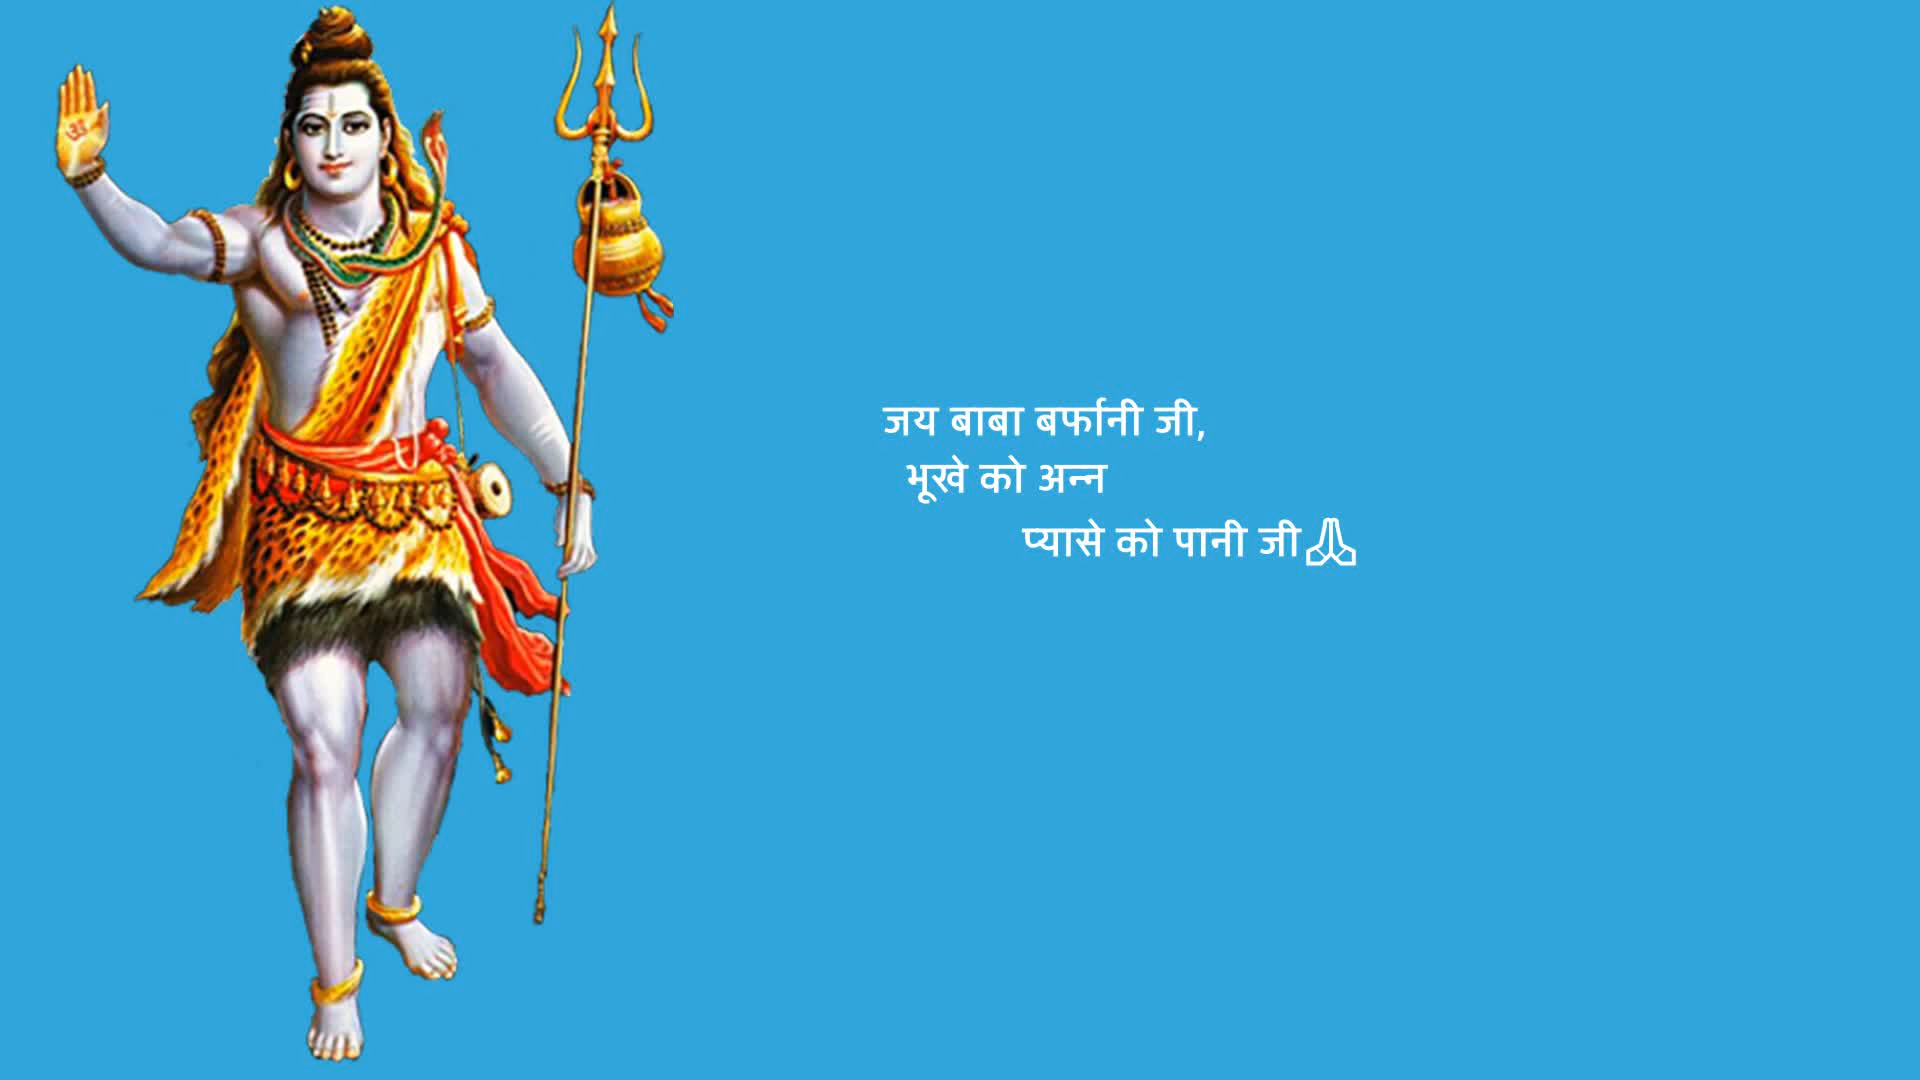 ॐ
जय बाबा बर्फानी जी,
भूखे को अन्न
प्यासे को पानी जी🙏